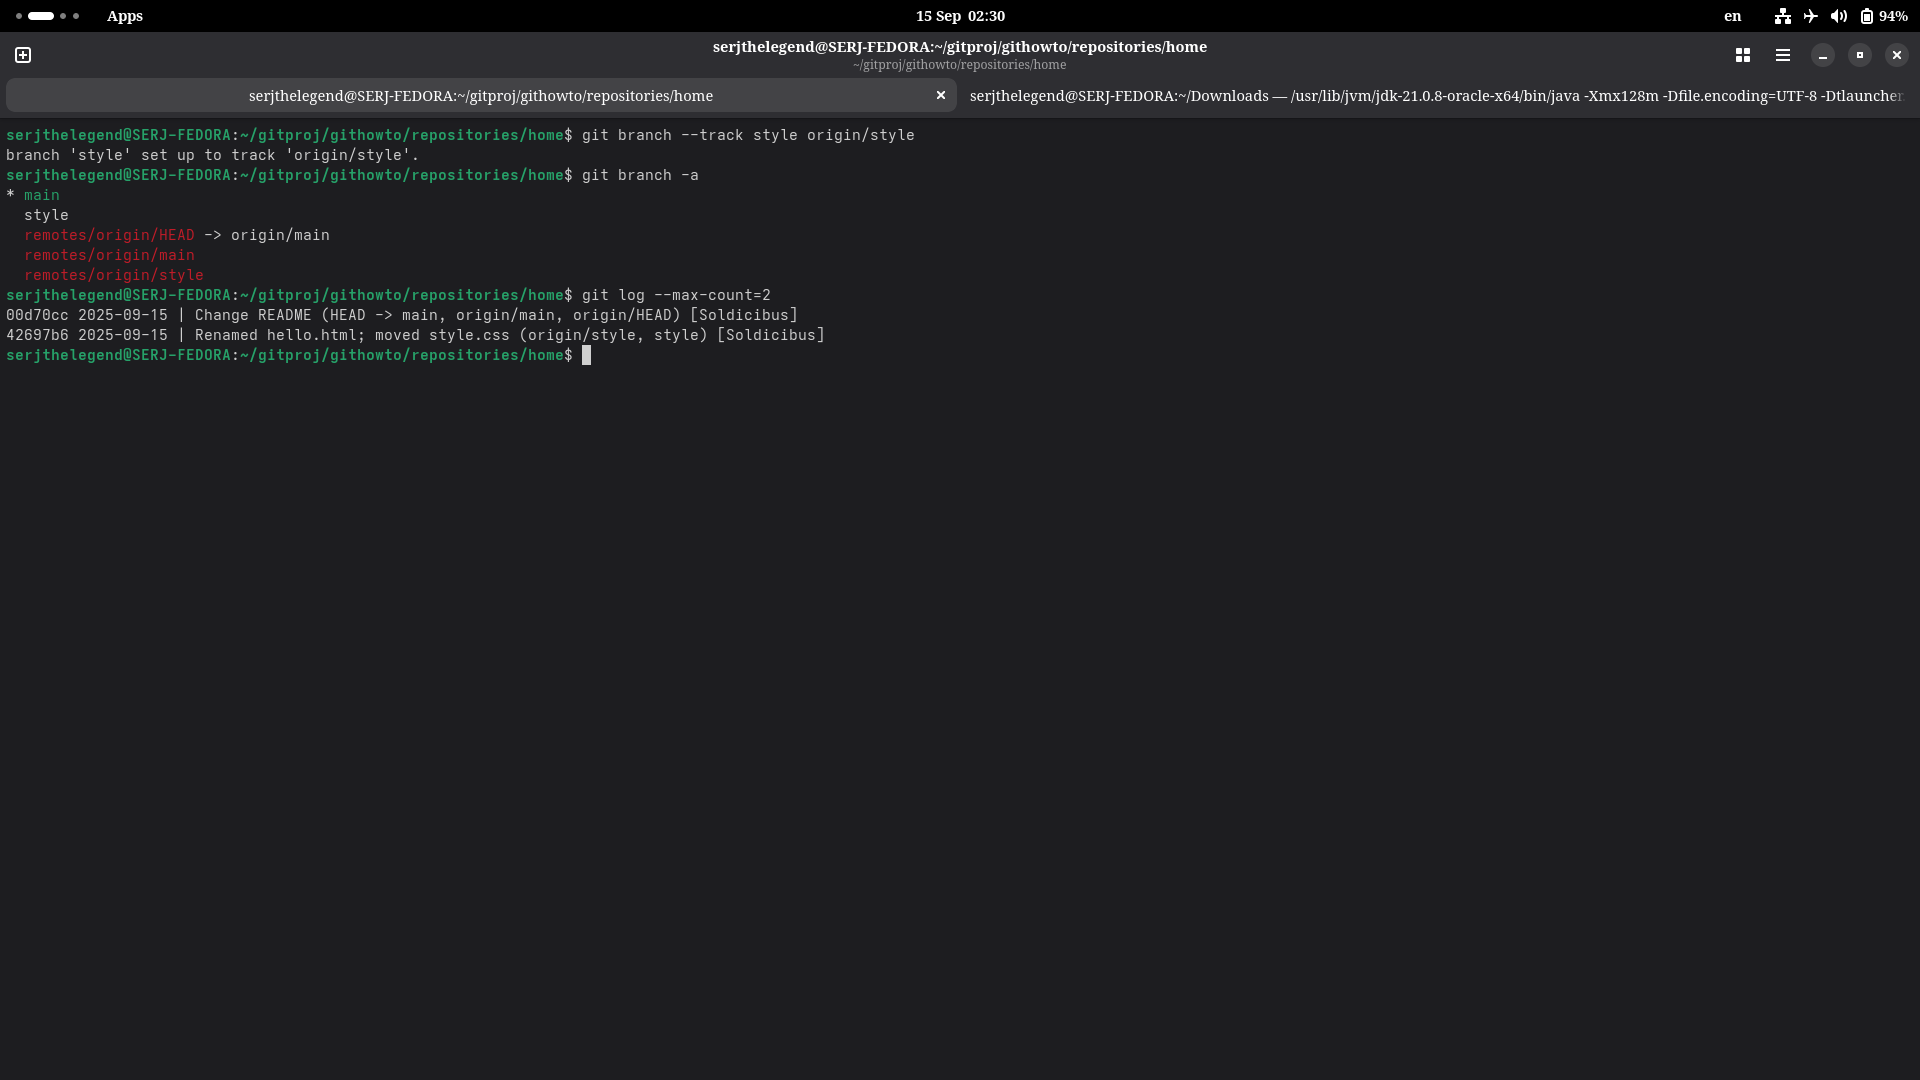 Apps
15 Sep 02:30
en
94%
serjthelegend@SERJ-FEDORA:~/gitproj/githowto/repositories/home
~/gitproj/githowto/repositories/home
serjthelegend@SERJ-FEDORA:~/gitproj/githowto/repositories/home
serjthelegend@SERJ-FEDORA:~/Downloads — /usr/lib/jvm/jdk-21.0.8-oracle-x64/bin/java -Xmx128m -Dfile.encoding=UTF-8 -Dtlauncher
serjthelegend@SERJ-FEDORA:~/gitproj/githowto/repositories/home$ git branch --track style origin/style
branch 'style' set up to track 'origin/style'.
serjthelegend@SERJ-FEDORA:~/gitproj/githowto/repositories/home$ git branch -a
* main
  style
  remotes/origin/HEAD -> origin/main
  remotes/origin/main
  remotes/origin/style
serjthelegend@SERJ-FEDORA:~/gitproj/githowto/repositories/home$ git log --max-count=2
00d70cc 2025-09-15 | Change README (HEAD -> main, origin/main, origin/HEAD) [Soldicibus]
42697b6 2025-09-15 | Renamed hello.html; moved style.css (origin/style, style) [Soldicibus]
serjthelegend@SERJ-FEDORA:~/gitproj/githowto/repositories/home$